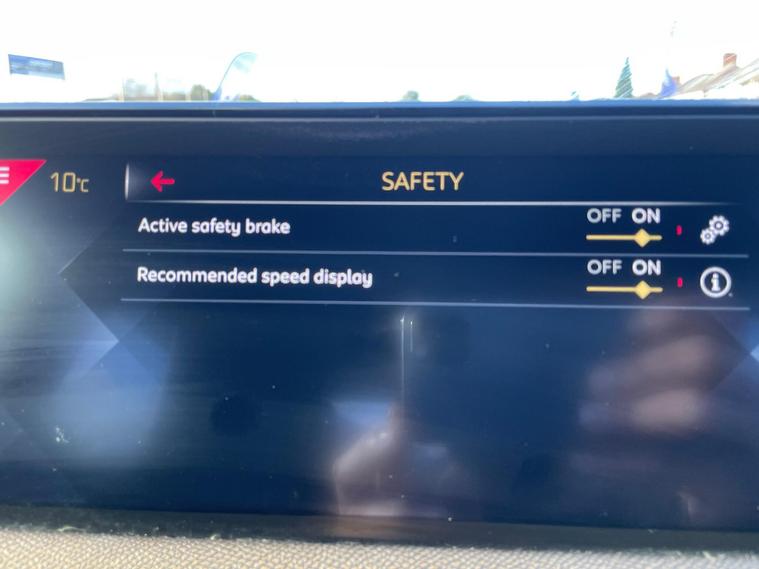 10°C
SAFETY
Active safety brake OFF ON
Recommended speed display OFF ON